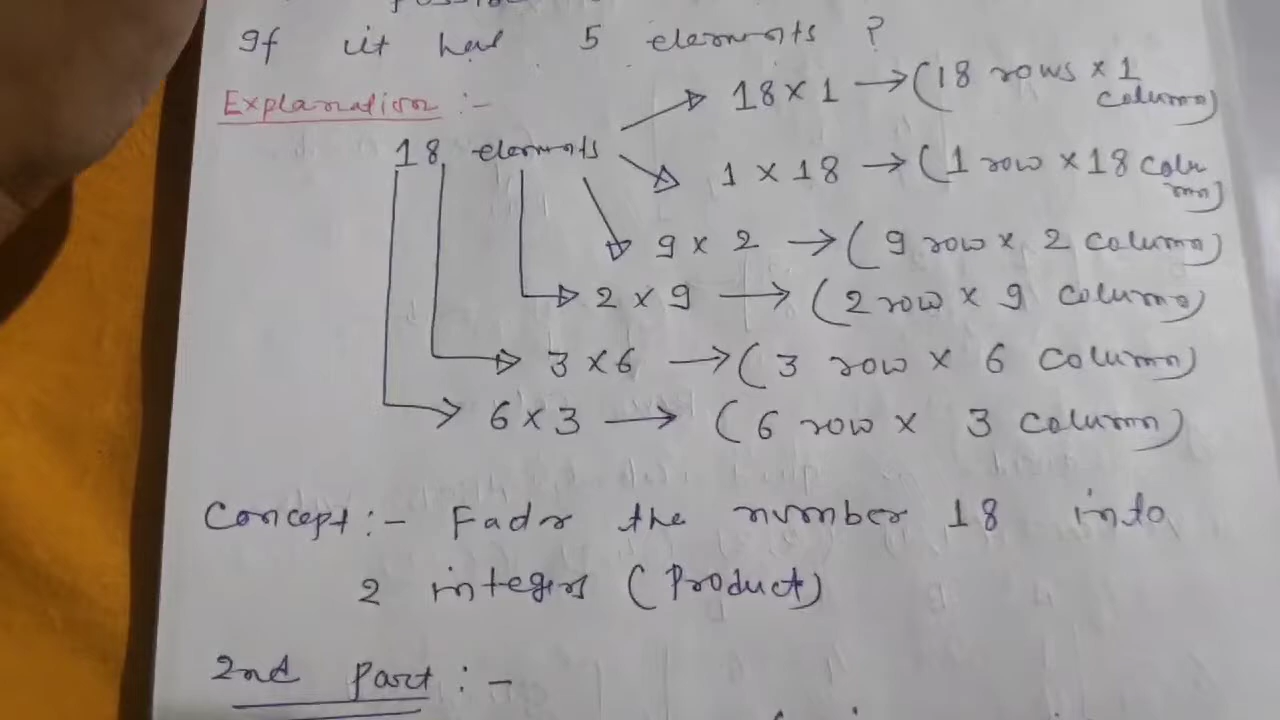 If it has 5 elements ?
Explanation :-
18 elements
18 × 1 → (18 rows × 1 column)
1 × 18 → (1 row × 18 column)
9 × 2 → (9 row × 2 column)
2 × 9 → (2 row × 9 column)
3 × 6 → (3 row × 6 column)
6 × 3 → (6 row × 3 column)
Concept :- Factor the number 18 into
2 integers (Product)
2nd Part :-